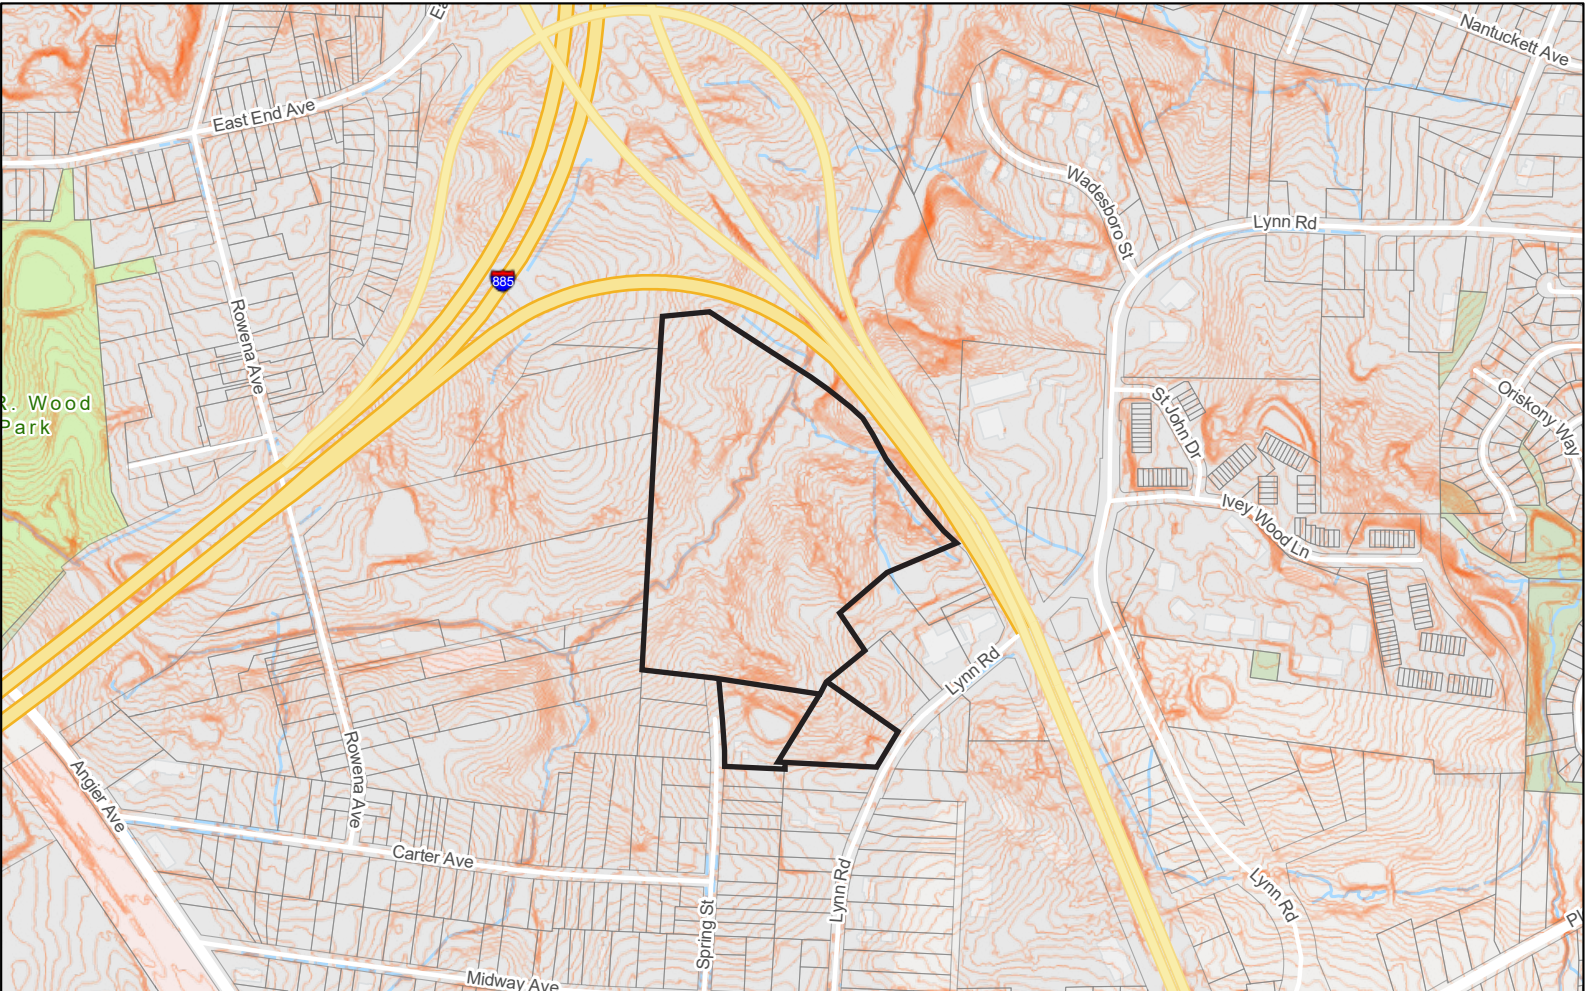 Nantuckett Ave
East End Ave
Wadesboro St
Lynn Rd
885
Rowena Ave
R. Wood
Park
St John Dr
Oriskony Way
Ivey Wood Ln
Lynn Rd
Rowena Ave
Angier Ave
Carter Ave
Lynn Rd
Lynn Rd
Spring St
Midway Ave